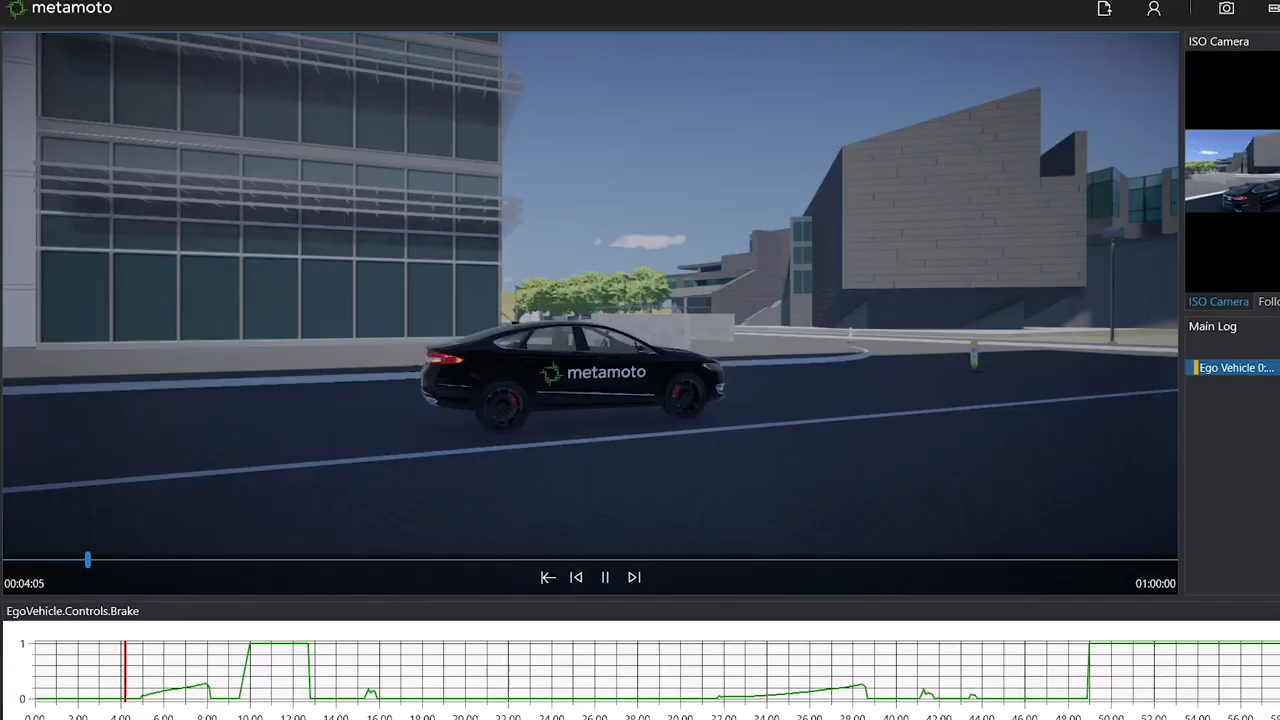 metamoto
ISO Camera
metamoto
ISO Camera Follo
Main Log
Ego Vehicle 0:...
00:04:05
01:00:00
EgoVehicle.Controls.Brake
1
0
0.00 2.00 4.00 6.00 8.00 10.00 12.00 14.00 16.00 18.00 20.00 22.00 24.00 26.00 28.00 30.00 32.00 34.00 36.00 38.00 40.00 42.00 44.00 46.00 48.00 50.00 52.00 54.00 56.00